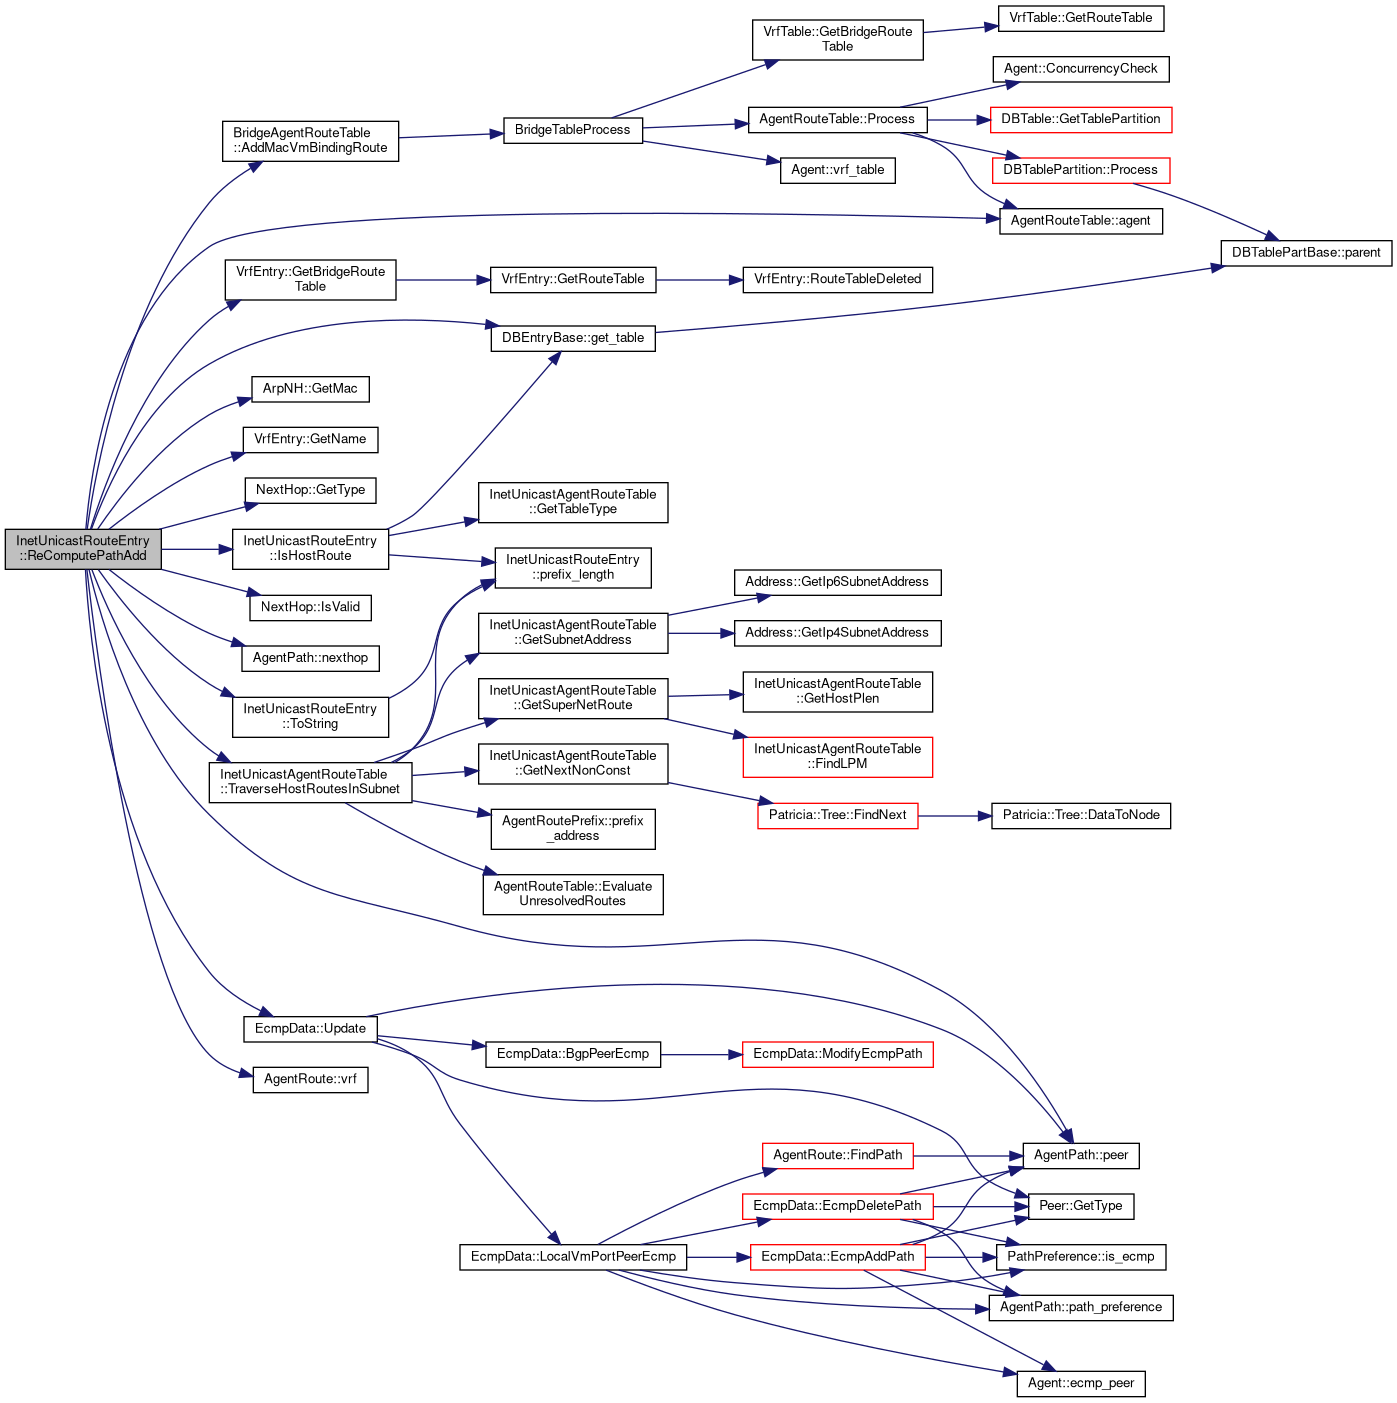 InetUnicastRouteEntry
::ReComputePathAdd
BridgeAgentRouteTable
::AddMacVmBindingRoute
BridgeTableProcess
VrfTable::GetBridgeRoute
Table
VrfTable::GetRouteTable
AgentRouteTable::Process
Agent::ConcurrencyCheck
DBTable::GetTablePartition
DBTablePartition::Process
Agent::vrf_table
AgentRouteTable::agent
DBTablePartBase::parent
VrfEntry::GetBridgeRoute
Table
VrfEntry::GetRouteTable
VrfEntry::RouteTableDeleted
DBEntryBase::get_table
ArpNH::GetMac
VrfEntry::GetName
NextHop::GetType
InetUnicastRouteEntry
::IsHostRoute
InetUnicastAgentRouteTable
::GetTableType
InetUnicastRouteEntry
::prefix_length
NextHop::IsValid
AgentPath::nexthop
InetUnicastRouteEntry
::ToString
InetUnicastAgentRouteTable
::TraverseHostRoutesInSubnet
InetUnicastAgentRouteTable
::GetSubnetAddress
Address::GetIp6SubnetAddress
Address::GetIp4SubnetAddress
InetUnicastAgentRouteTable
::GetSuperNetRoute
InetUnicastAgentRouteTable
::GetHostPlen
InetUnicastAgentRouteTable
::FindLPM
InetUnicastAgentRouteTable
::GetNextNonConst
Patricia::Tree::FindNext
Patricia::Tree::DataToNode
AgentRoutePrefix::prefix
_address
AgentRouteTable::Evaluate
UnresolvedRoutes
EcmpData::Update
AgentRoute::vrf
EcmpData::BgpPeerEcmp
EcmpData::ModifyEcmpPath
EcmpData::LocalVmPortPeerEcmp
AgentRoute::FindPath
EcmpData::EcmpDeletePath
EcmpData::EcmpAddPath
AgentPath::peer
Peer::GetType
PathPreference::is_ecmp
AgentPath::path_preference
Agent::ecmp_peer